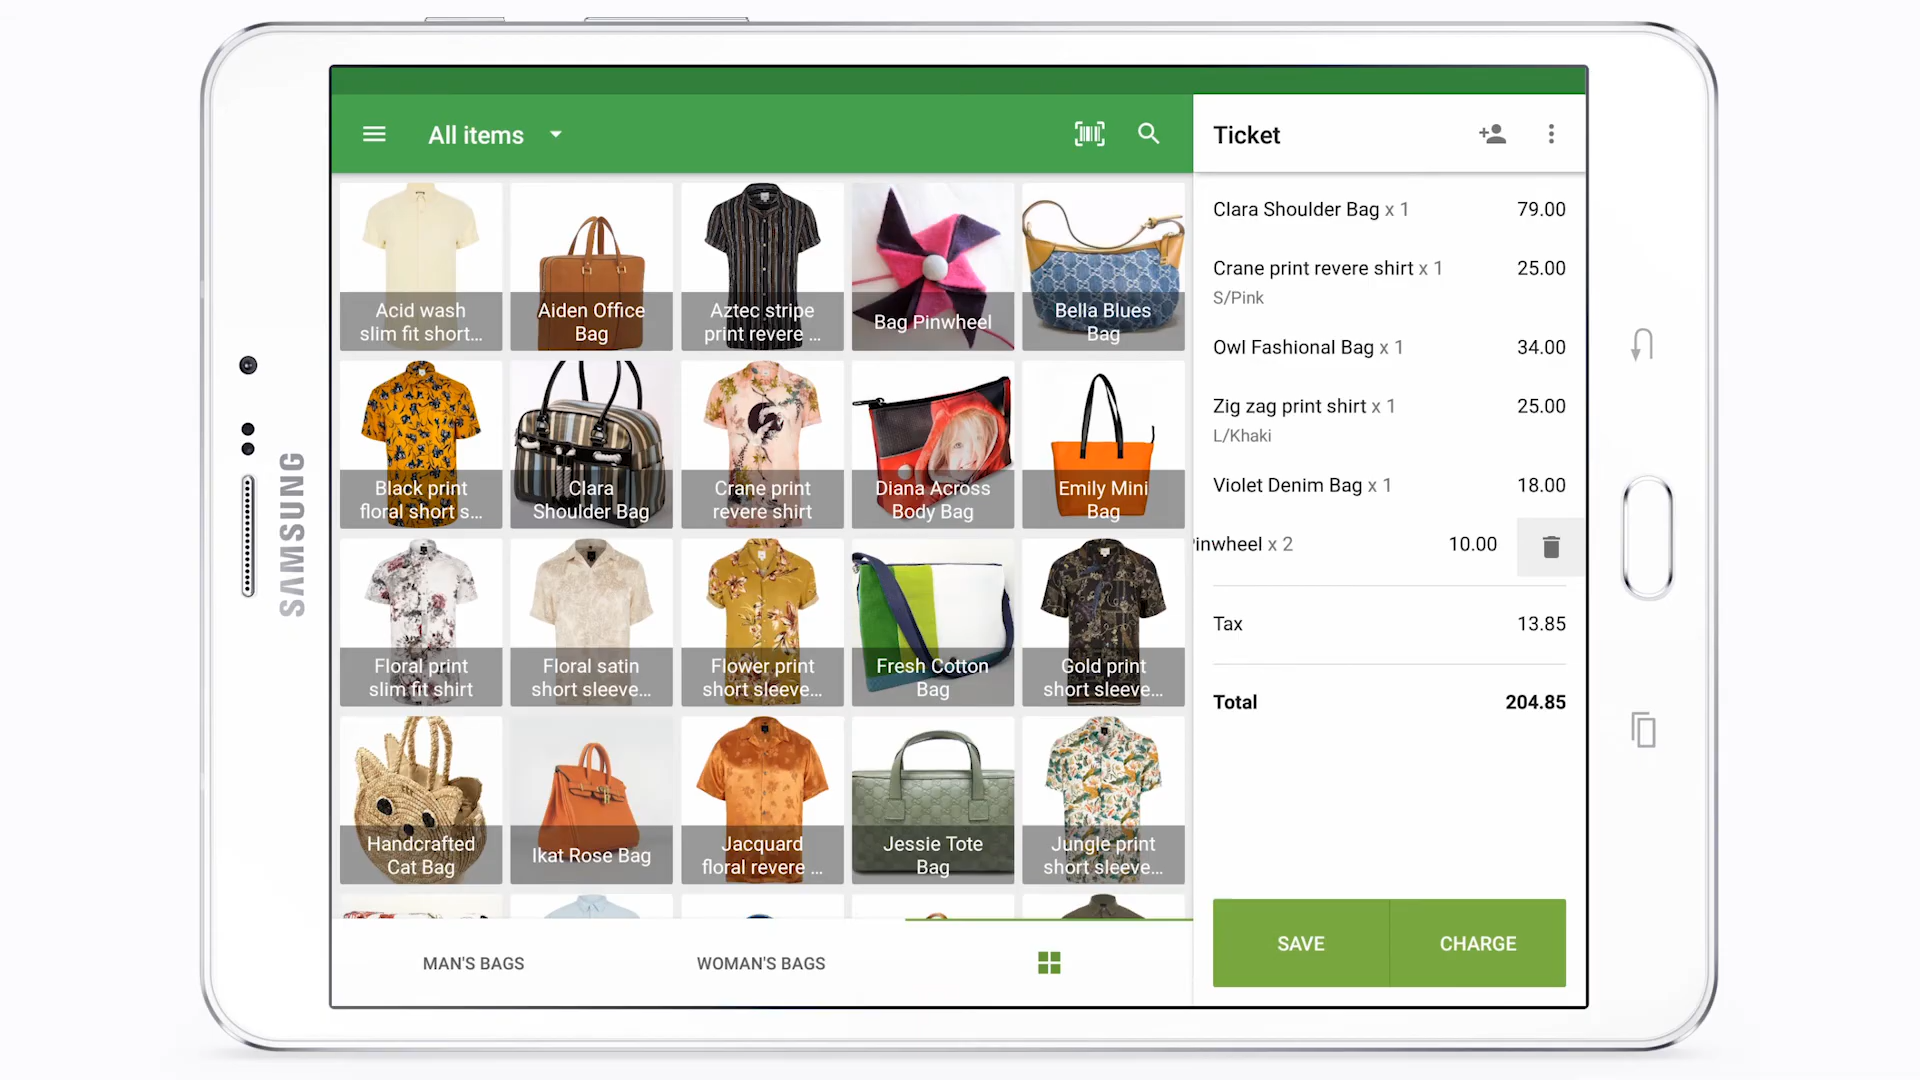 SAMSUNG
All items
Acid wash
slim fit short...
Aiden Office
Bag
Aztec stripe
print revere ...
Bag Pinwheel
Bella Blues
Bag
Black print
floral short s...
Clara
Shoulder Bag
Crane print
revere shirt
Diana Across
Body Bag
Emily Mini
Bag
Floral print
slim fit shirt
Floral satin
short sleeve...
Flower print
short sleeve...
Fresh Cotton
Bag
Gold print
short sleeve...
Handcrafted
Cat Bag
Ikat Rose Bag
Jacquard
floral revere ...
Jessie Tote
Bag
Jungle print
short sleeve...
MAN'S BAGS
WOMAN'S BAGS
Ticket
Clara Shoulder Bag x 1 79.00
Crane print revere shirt x 1 25.00
S/Pink
Owl Fashional Bag x 1 34.00
Zig zag print shirt x 1 25.00
L/Khaki
Violet Denim Bag x 1 18.00
inwheel x 2 10.00
Tax 13.85
Total 204.85
SAVE
CHARGE